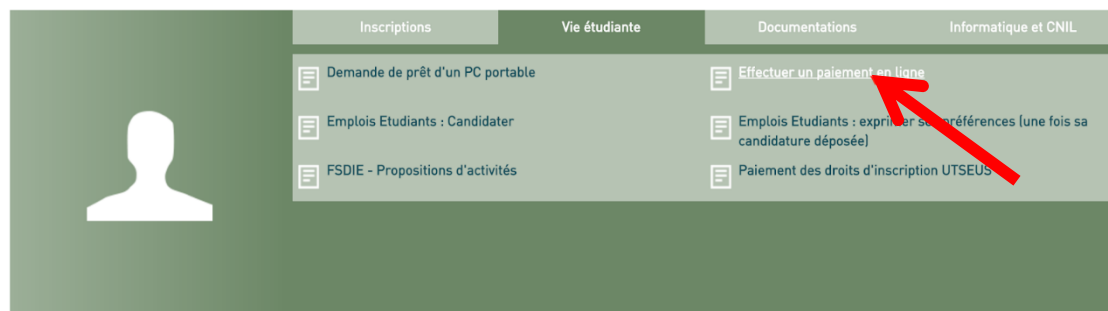 Inscriptions
Vie étudiante
Documentations
Informatique et CNIL
Demande de prêt d'un PC portable
Effectuer un paiement en ligne
Emplois Etudiants : Candidater
Emplois Etudiants : exprimer ses préférences (une fois sa
candidature déposée)
FSDIE - Propositions d'activités
Paiement des droits d'inscription UTSEUS